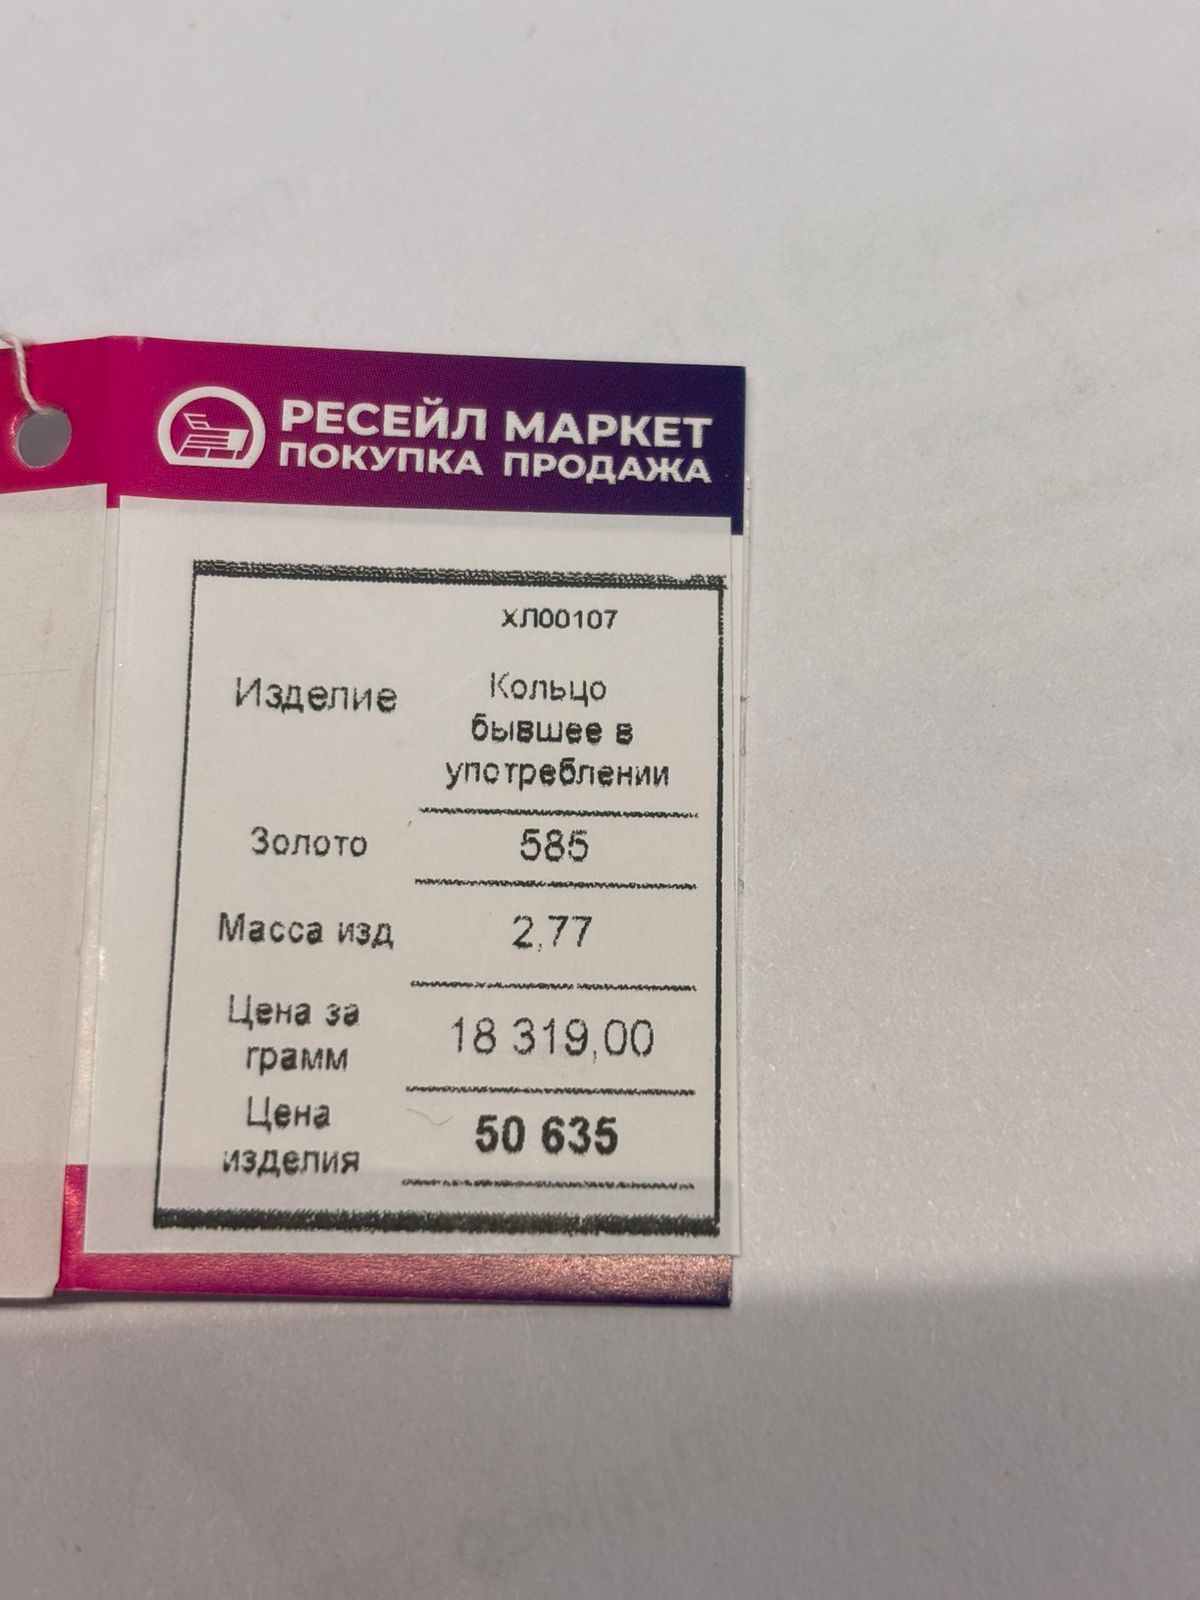 РЕСЕЙЛ МАРКЕТ
ПОКУПКА ПРОДАЖА
ХЛ00107
Изделие Кольцо
бывшее в
употреблении
Золото 585
Масса изд 2,77
Цена за
грамм 18 319,00
Цена
изделия 50 635